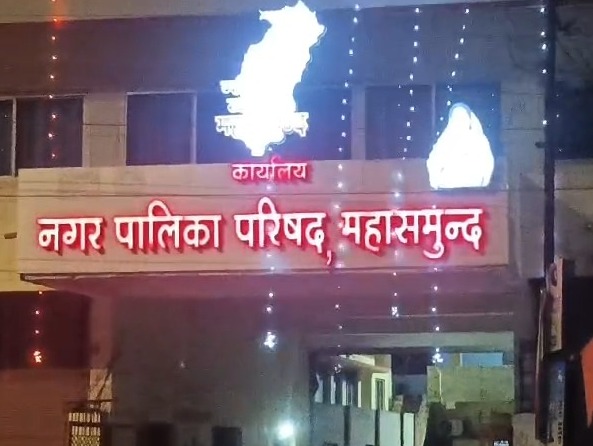 कार्यालय
नगर पालिका परिषद, महासमुन्द